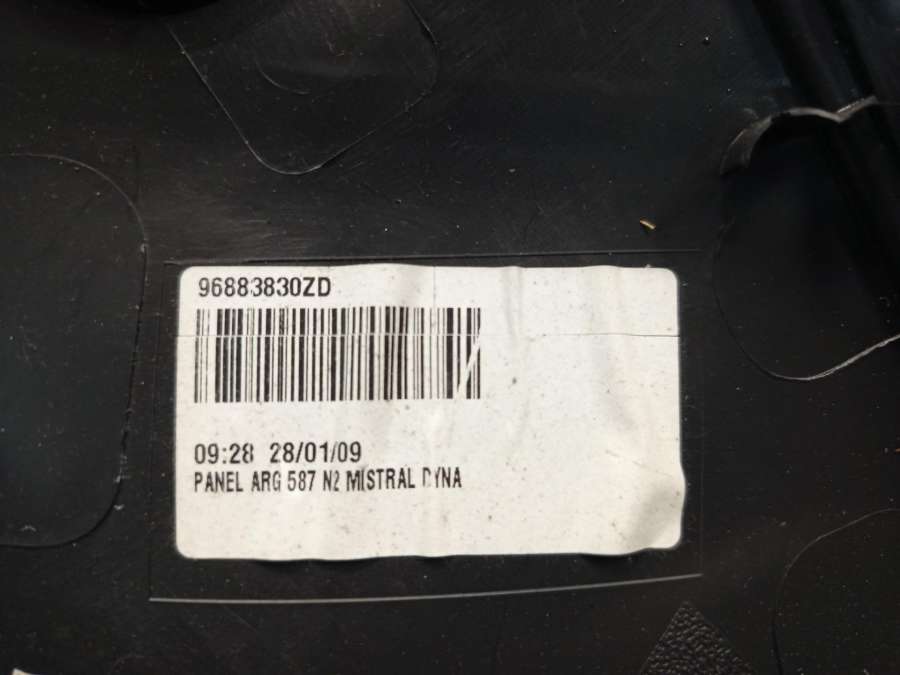 96883830ZD
09:28 28/01/09
PANEL ARG 587 N2 MISTRAL DYNA